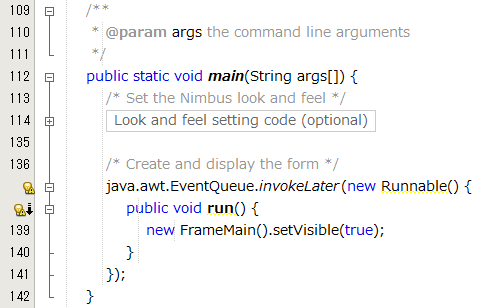 109 /**
110 * @param args the command line arguments
111 */
112 public static void main(String args[]) {
113 /* Set the Nimbus look and feel */
114 Look and feel setting code (optional)
135
136 /* Create and display the form */
java.awt.EventQueue.invokeLater(new Runnable() {
public void run() {
139 new FrameMain().setVisible(true);
140 }
141 });
142 }